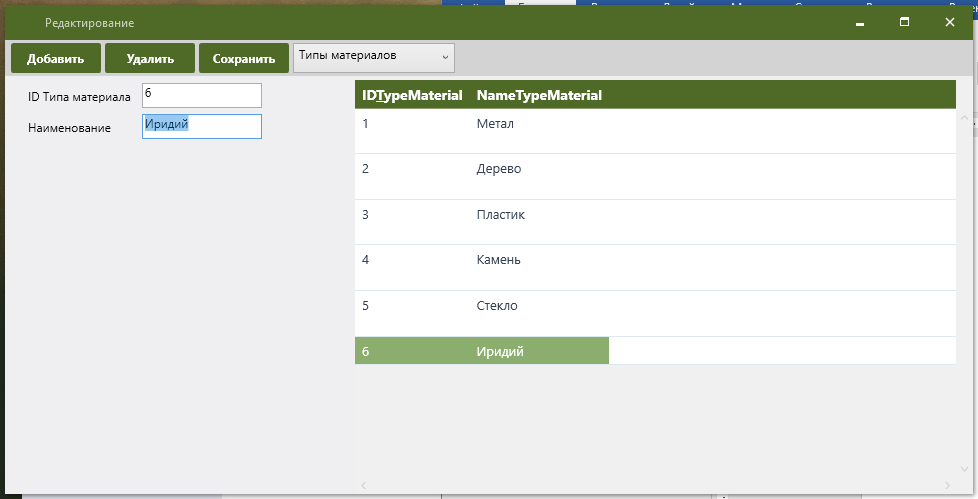 Редактирование
Добавить Удалить Сохранить Типы материалов
ID Типа материала 6
Наименование Иридий
IDTypeMaterial NameTypeMaterial
1 Метал
2 Дерево
3 Пластик
4 Камень
5 Стекло
6 Иридий